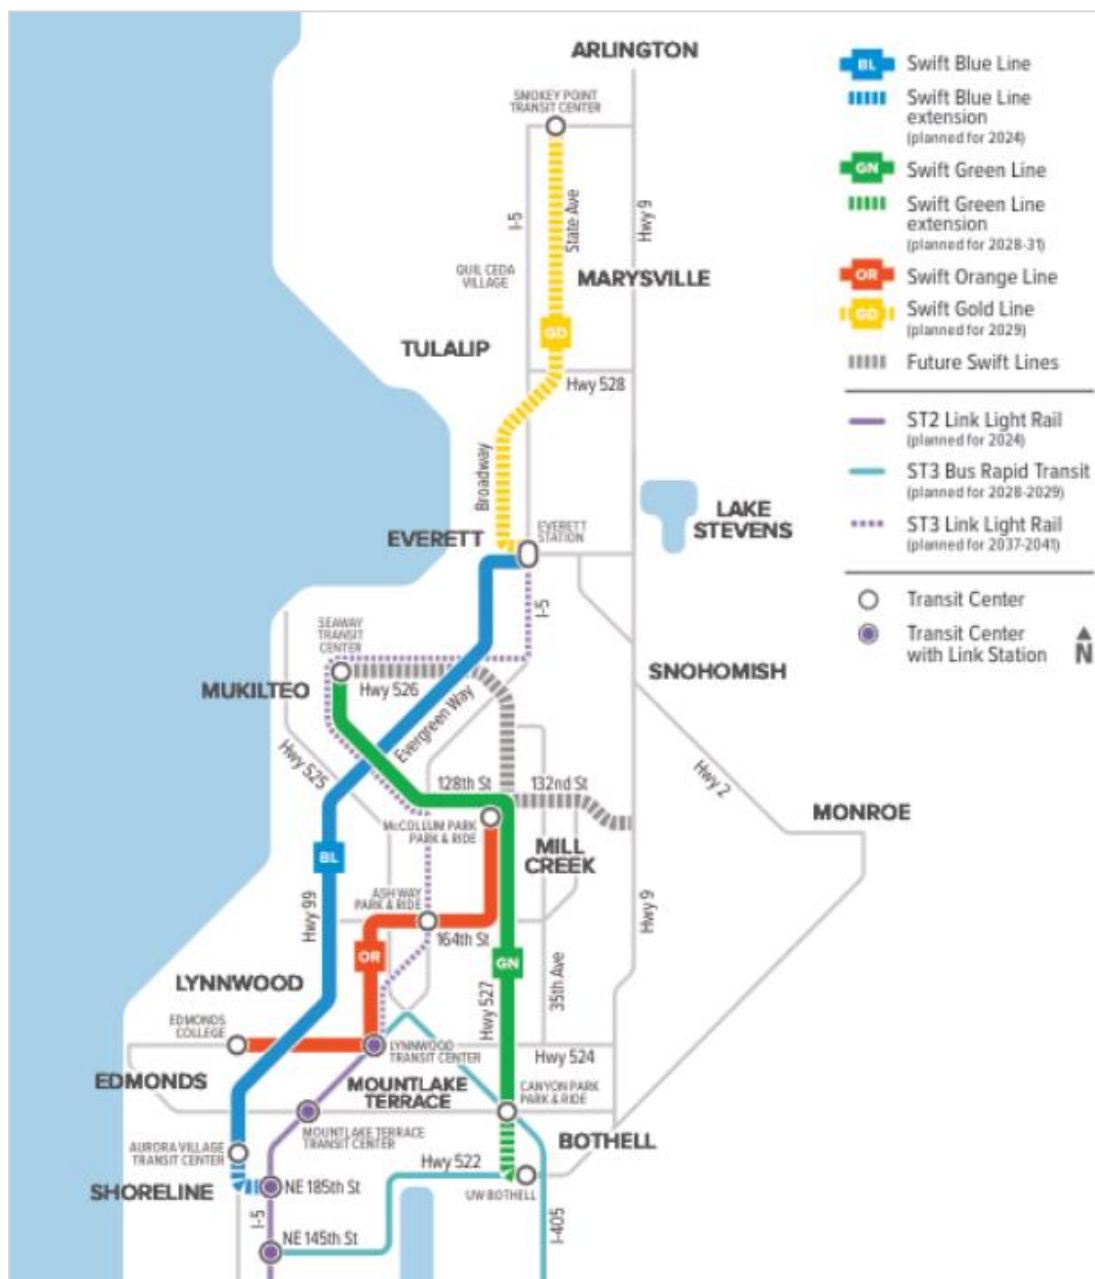 ARLINGTON
SMOKEY POINT
TRANSIT CENTER
I-5
State Ave
Hwy 9
QUIL CEDA
VILLAGE
MARYSVILLE
GD
TULALIP
Hwy 528
Broadway
LAKE
STEVENS
EVERETT
EVERETT
STATION
I-5
SEAWAY
TRANSIT
CENTER
SNOHOMISH
MUKILTEO
Hwy 526
Evergreen Way
Hwy 525
Hwy 2
128th St
132nd St
MONROE
McCOLLUM PARK
PARK & RIDE
MILL
CREEK
BL
ASH WAY
PARK & RIDE
Hwy 99
164th St
Hwy 9
OR
GN
LYNNWOOD
35th Ave
Hwy 527
EDMONDS
COLLEGE
LYNNWOOD
TRANSIT CENTER
Hwy 524
EDMONDS
MOUNTLAKE
TERRACE
CANYON PARK
PARK & RIDE
MOUNTLAKE TERRACE
TRANSIT CENTER
BOTHELL
AURORA VILLAGE
TRANSIT CENTER
Hwy 522
SHORELINE
NE 185th St
UW BOTHELL
I-5
I-405
NE 145th St
BL
Swift Blue Line
Swift Blue Line
extension
(planned for 2024)
GN
Swift Green Line
Swift Green Line
extension
(planned for 2028-31)
OR
Swift Orange Line
GD
Swift Gold Line
(planned for 2029)
Future Swift Lines
ST2 Link Light Rail
(planned for 2024)
ST3 Bus Rapid Transit
(planned for 2028-2029)
ST3 Link Light Rail
(planned for 2037-2041)
Transit Center
Transit Center
with Link Station
N